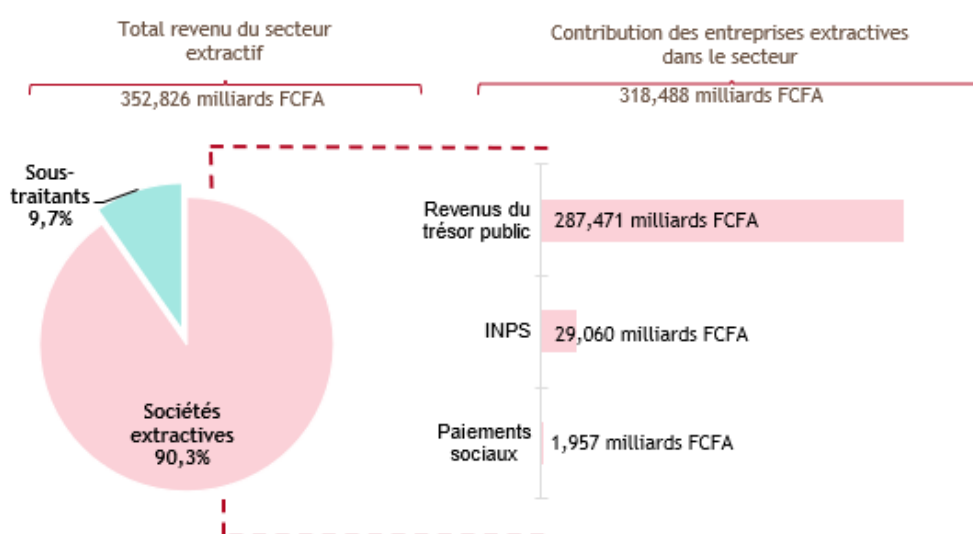 Total revenu du secteur
extractif
352,826 milliards FCFA
Contribution des entreprises extractives
dans le secteur
318,488 milliards FCFA
Sous-
traitants
9,7%
Sociétés
extractives
90,3%
Revenus du
trésor public
287,471 milliards FCFA
INPS
29,060 milliards FCFA
Paiements
sociaux
1,957 milliards FCFA